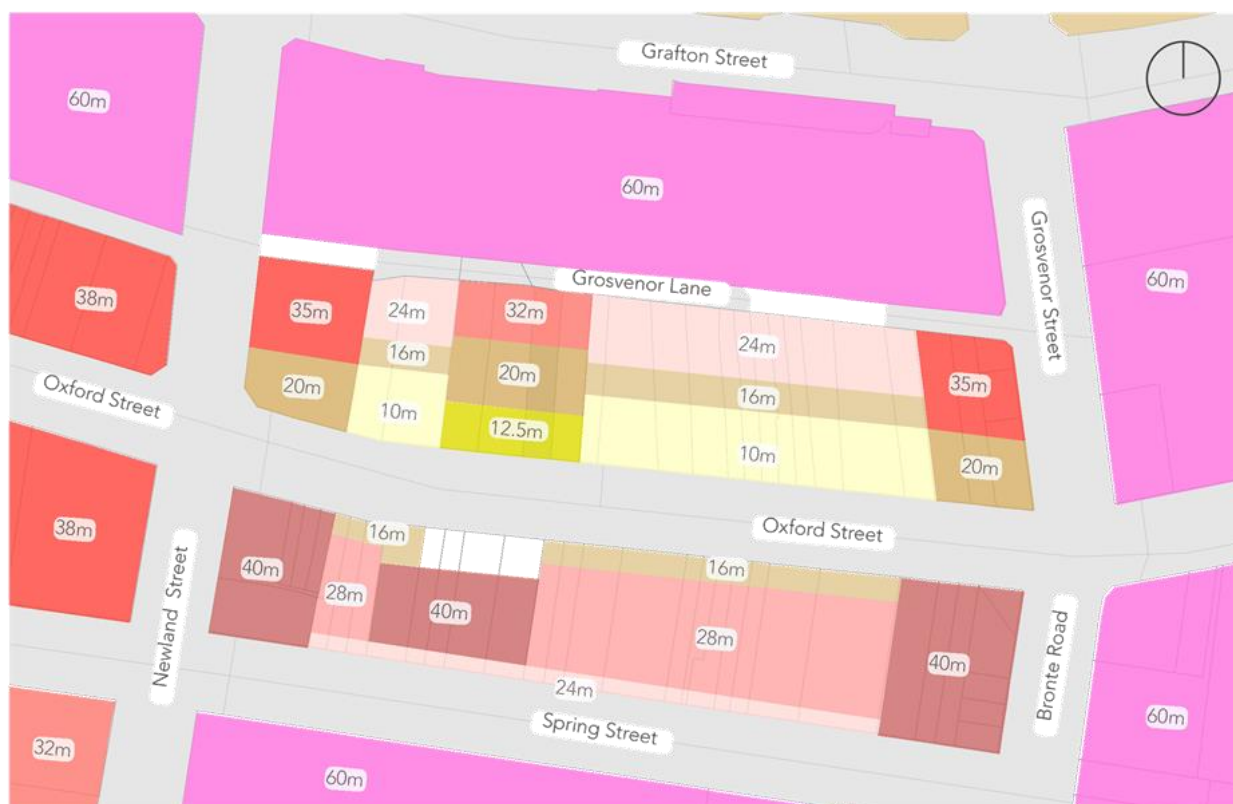 Grafton Street
60m
60m
Grosvenor Street
60m
Grosvenor Lane
38m
35m
24m
32m
24m
35m
16m
20m
16m
20m
Oxford Street
10m
12.5m
10m
20m
38m
Oxford Street
16m
16m
40m
28m
40m
28m
40m
Newland Street
Bronte Road
24m
Spring Street
60m
32m
60m